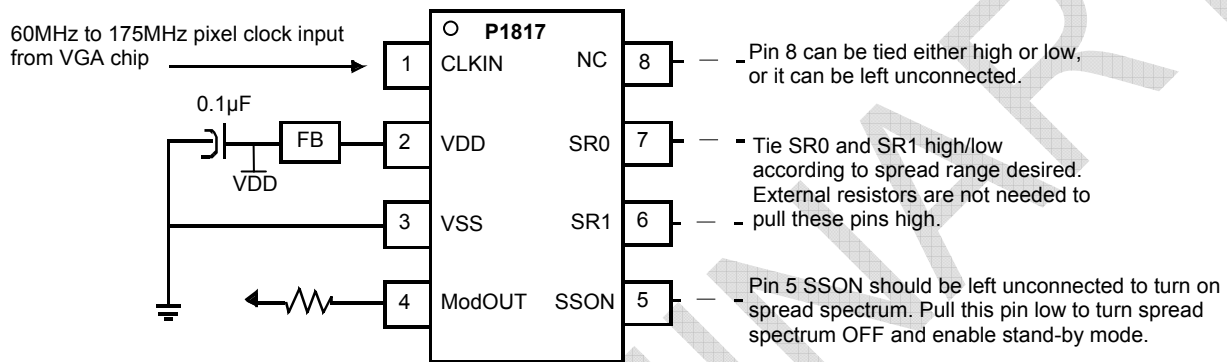 60MHz to 175MHz pixel clock input
from VGA chip
P1817
1 CLKIN
NC 8
Pin 8 can be tied either high or low,
or it can be left unconnected.
0.1µF
FB
VDD
2 VDD
SR0 7
Tie SR0 and SR1 high/low
according to spread range desired.
External resistors are not needed to
pull these pins high.
3 VSS
SR1 6
4 ModOUT
SSON 5
Pin 5 SSON should be left unconnected to turn on
spread spectrum. Pull this pin low to turn spread
spectrum OFF and enable stand-by mode.